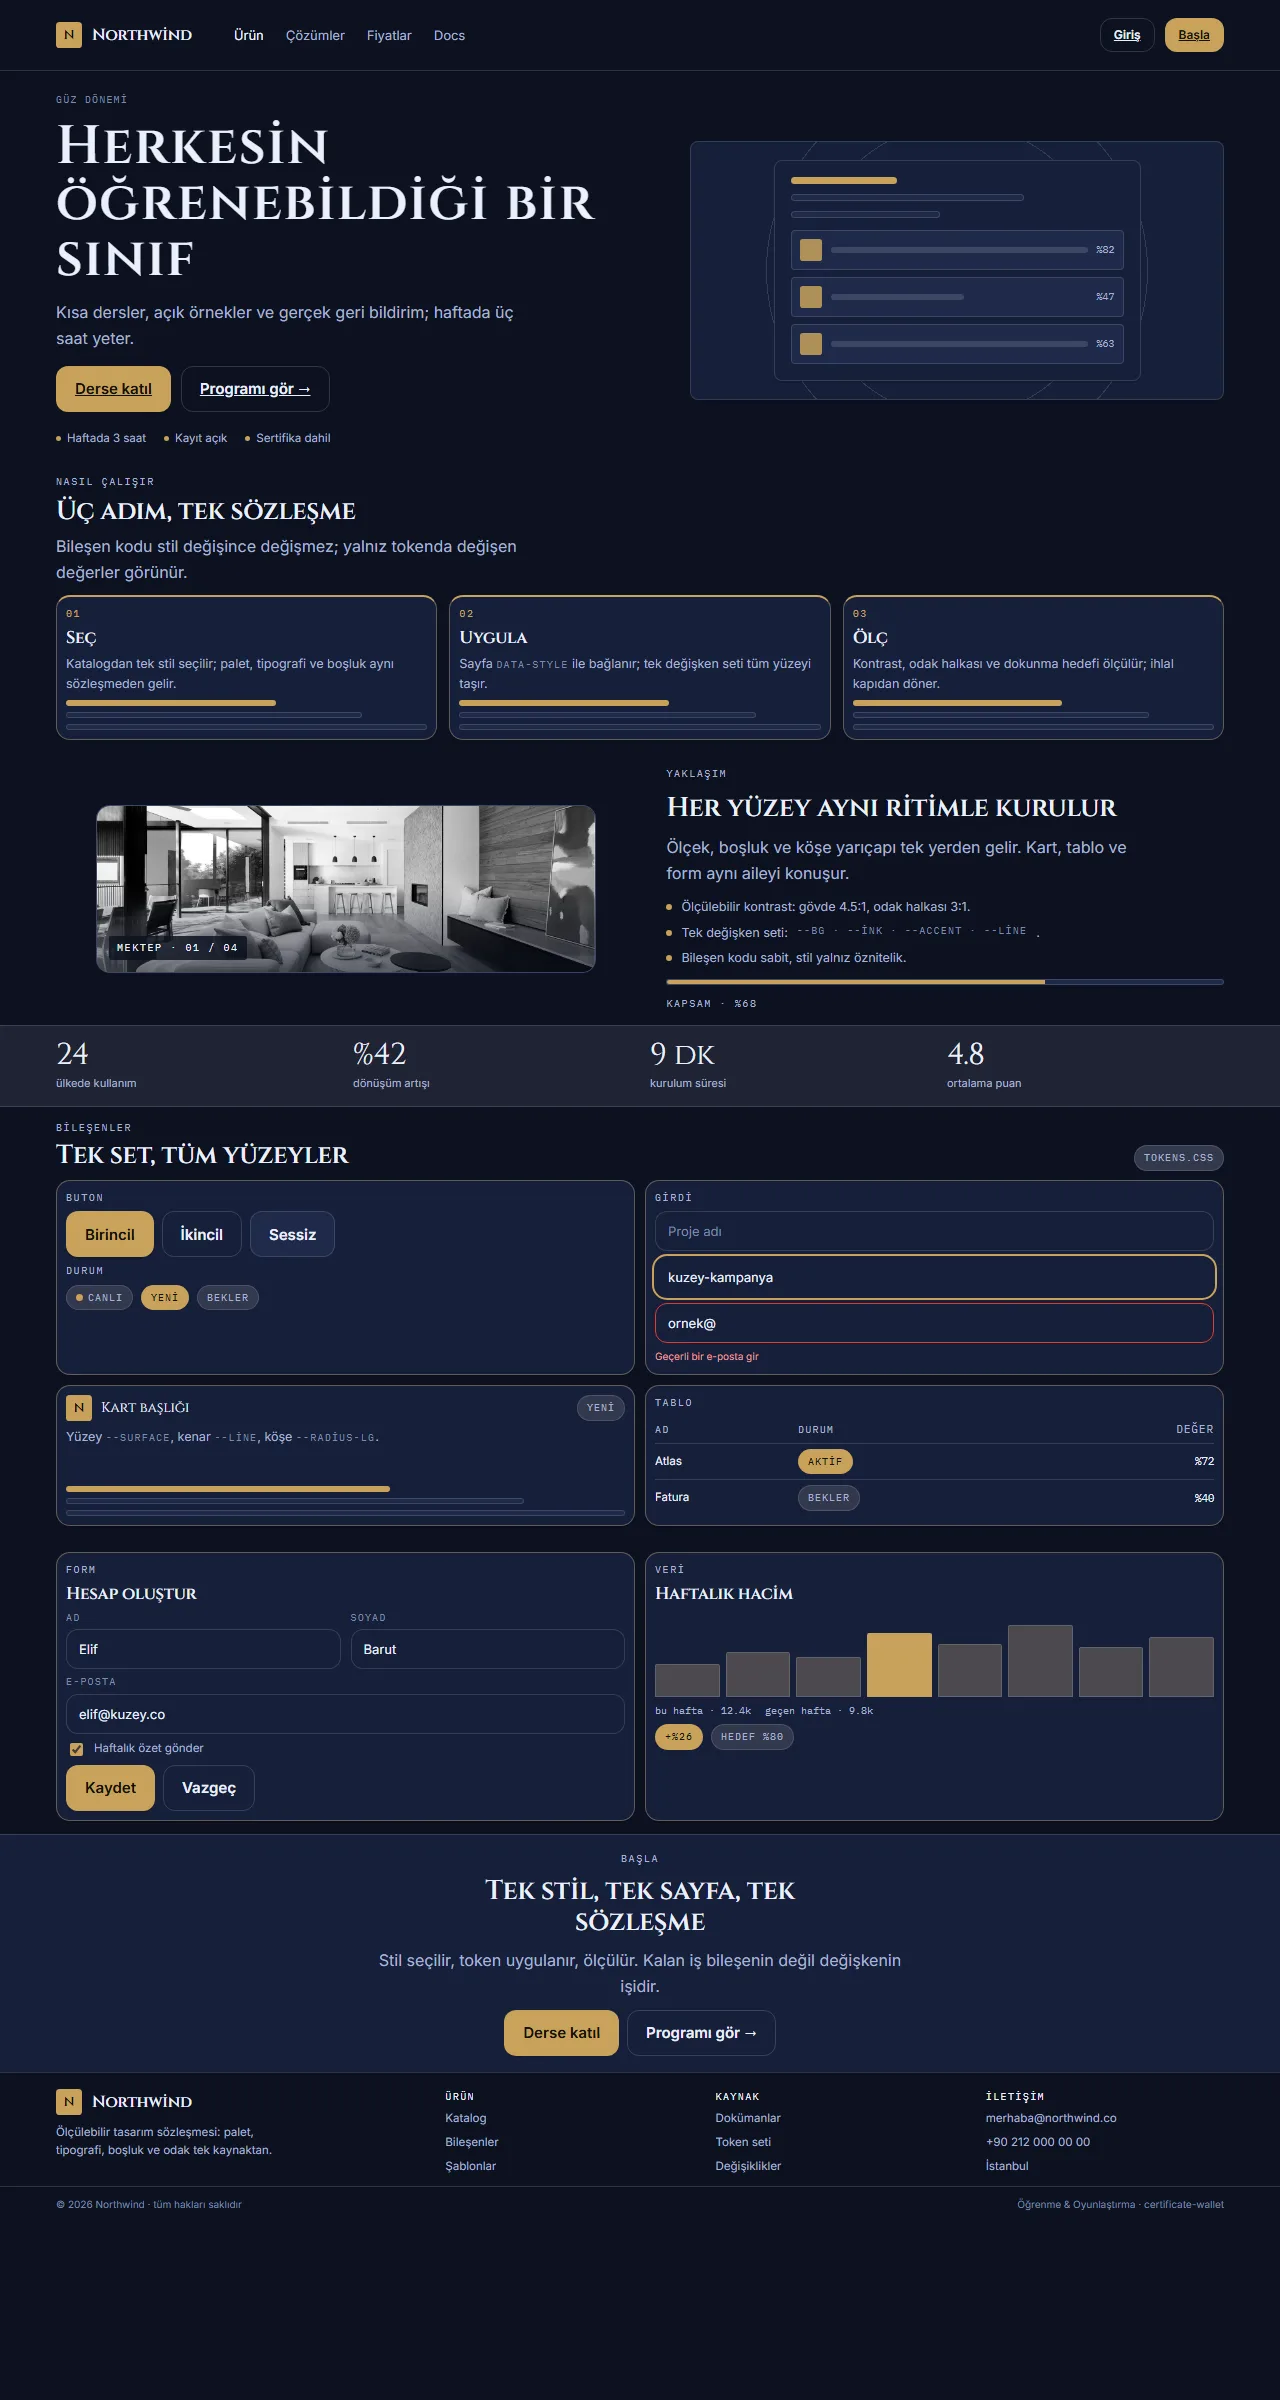 N NORTHWİND Ürün Çözümler Fiyatlar Docs Giriş Başla
GÜZ DÖNEMİ
HERKESİN
ÖĞRENEBİLDİĞİ BİR
SINIF
Kısa dersler, açık örnekler ve gerçek geri bildirim; haftada üç
saat yeter.
Derse katıl Programı gör →
Haftada 3 saat Kayıt açık Sertifika dahil
%82
%47
%63
NASIL ÇALIŞIR
ÜÇ ADIM, TEK SÖZLEŞME
Bileşen kodu stil değişince değişmez; yalnız tokenda değişen
değerler görünür.
01
SEÇ
Katalogdan tek stil seçilir; palet, tipografi ve boşluk aynı
sözleşmeden gelir.
02
UYGULA
Sayfa DATA-STYLE ile bağlanır; tek değişken seti tüm yüzeyi
taşır.
03
ÖLÇ
Kontrast, odak halkası ve dokunma hedefi ölçülür; ihlal
kapıdan döner.
MEKTEP · 01 / 04
YAKLAŞIM
HER YÜZEY AYNI RİTİMLE KURULUR
Ölçek, boşluk ve köşe yarıçapı tek yerden gelir. Kart, tablo ve
form aynı aileyi konuşur.
Ölçülebilir kontrast: gövde 4.5:1, odak halkası 3:1.
Tek değişken seti: --BG · --İNK · --ACCENT · --LİNE .
Bileşen kodu sabit, stil yalnız öznitelik.
KAPSAM · %68
24 %42 9 DK 4.8
ülkede kullanım dönüşüm artışı kurulum süresi ortalama puan
BİLEŞENLER
TEK SET, TÜM YÜZEYLER
TOKENS.CSS
BUTON
Birincil İkincil Sessiz
DURUM
CANLI YENİ BEKLER
GİRDİ
Proje adı
kuzey-kampanya
ornek@
Geçerli bir e-posta gir
N KART BAŞLIĞI YENİ
Yüzey --SURFACE, kenar --LİNE, köşe --RADİUS-LG.
TABLO
AD DURUM DEĞER
Atlas AKTİF %72
Fatura BEKLER %40
FORM
HESAP OLUŞTUR
AD SOYAD
Elif Barut
E-POSTA
elif@kuzey.co
Haftalık özet gönder
Kaydet Vazgeç
VERİ
HAFTALIK HACİM
bu hafta · 12.4k geçen hafta · 9.8k
+%26 HEDEF %80
BAŞLA
TEK STİL, TEK SAYFA, TEK
SÖZLEŞME
Stil seçilir, token uygulanır, ölçülür. Kalan iş bileşenin değil değişkenin
işidir.
Derse katıl Programı gör →
N NORTHWİND
Ölçülebilir tasarım sözleşmesi: palet,
tipografi, boşluk ve odak tek kaynaktan.
ÜRÜN
Katalog
Bileşenler
Şablonlar
KAYNAK
Dokümanlar
Token seti
Değişiklikler
İLETİŞİM
merhaba@northwind.co
+90 212 000 00 00
İstanbul
© 2026 Northwind · tüm hakları saklıdır
Öğrenme & Oyunlaştırma · certificate-wallet